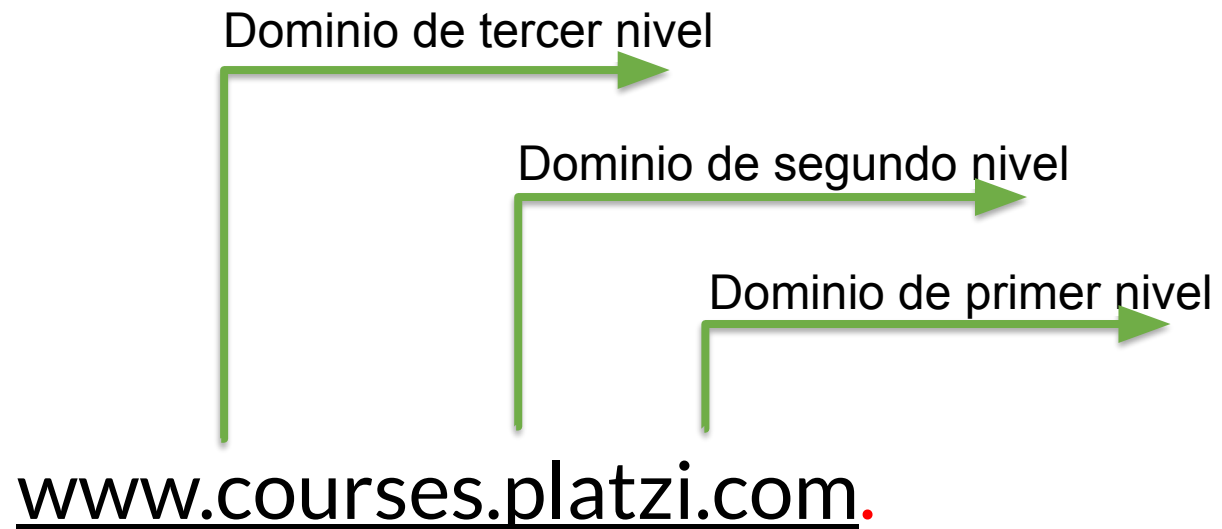 Dominio de tercer nivel
Dominio de segundo nivel
Dominio de primer nivel
www.courses.platzi.com.